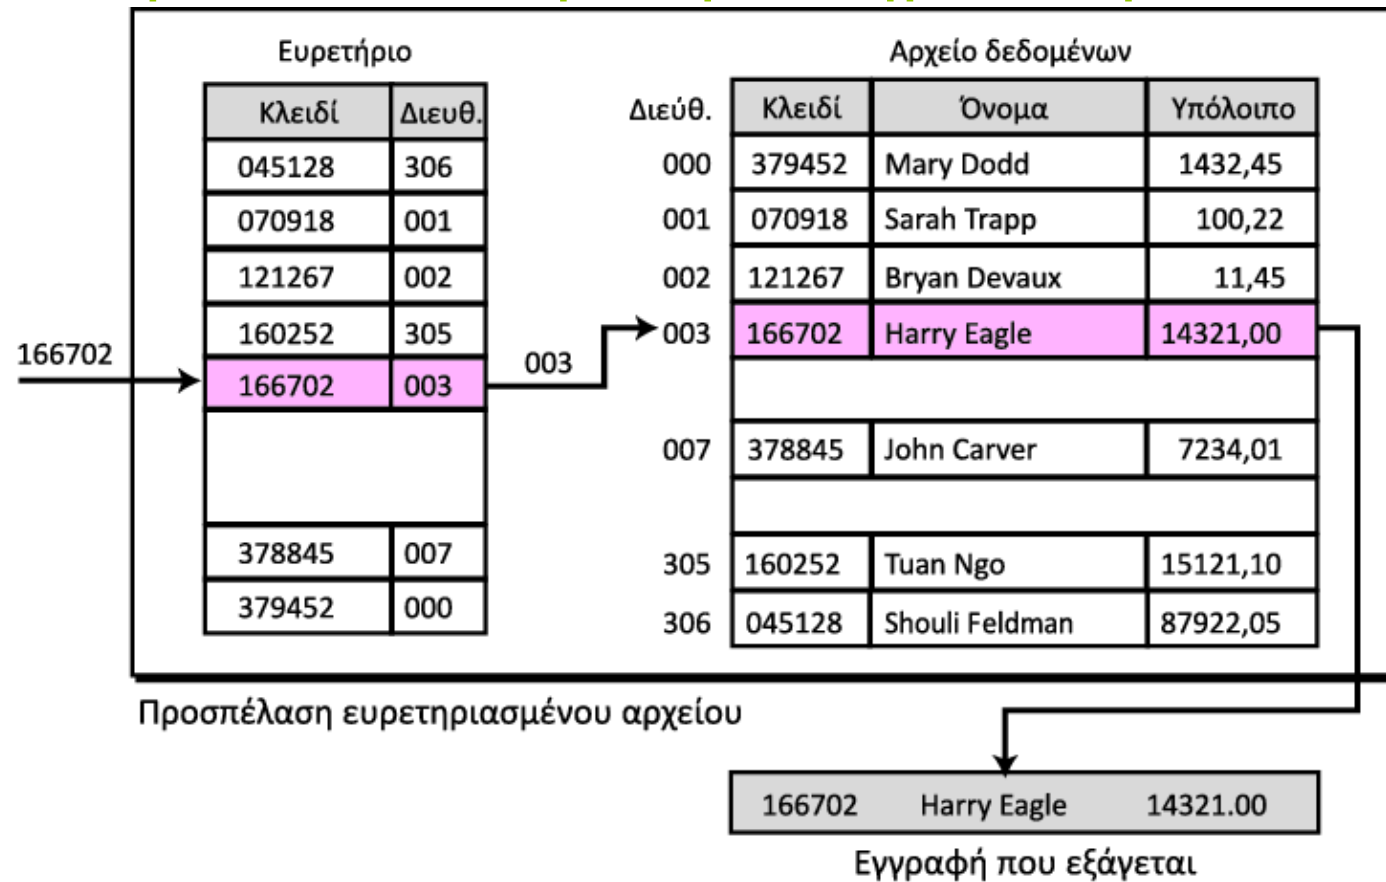 Ευρετήριο
Αρχείο δεδομένων
Κλειδί Διευθ.
045128 306
070918 001
121267 002
160252 305
166702 003
378845 007
379452 000
166702
003
Διεύθ. Κλειδί Όνομα Υπόλοιπο
000 379452 Mary Dodd 1432,45
001 070918 Sarah Trapp 100,22
002 121267 Bryan Devaux 11,45
003 166702 Harry Eagle 14321,00
007 378845 John Carver 7234,01
305 160252 Tuan Ngo 15121,10
306 045128 Shouli Feldman 87922,05
Προσπέλαση ευρετηριασμένου αρχείου
166702 Harry Eagle 14321.00
Εγγραφή που εξάγεται